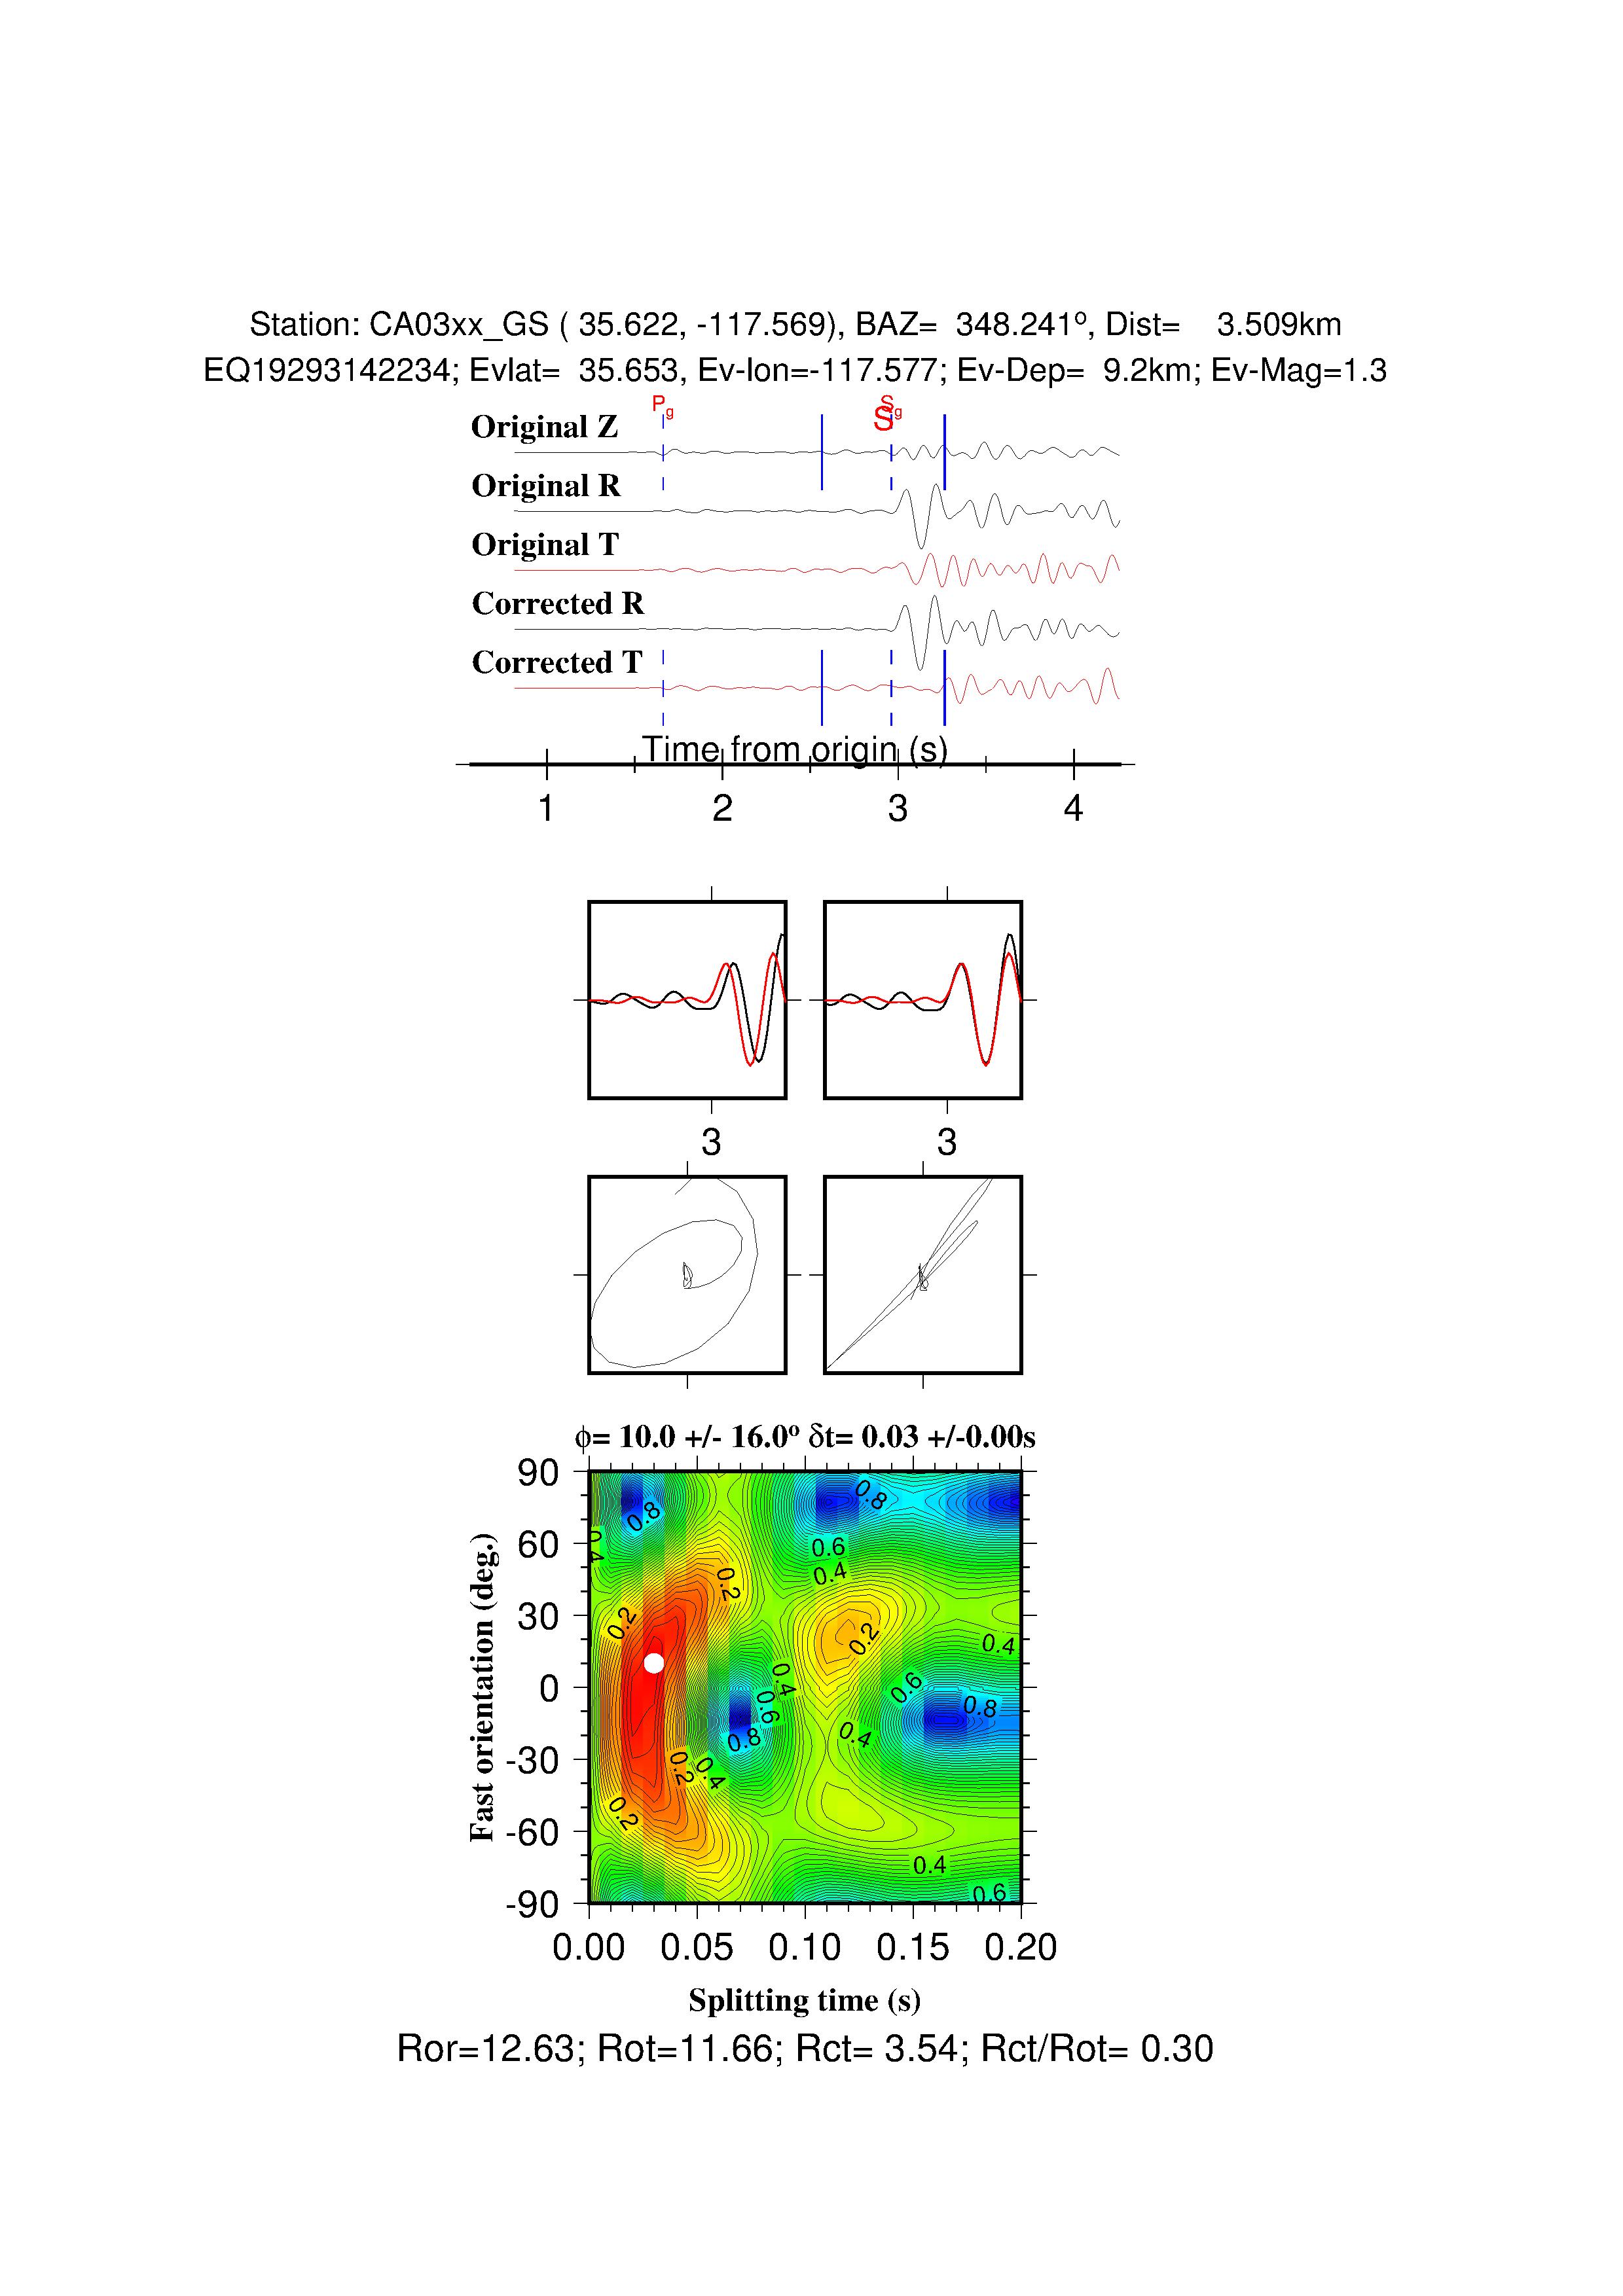 Station: CA03xx_GS ( 35.622, -117.569), BAZ=  348.241º, Dist=    3.509km
EQ19293142234; Evlat=  35.653, Ev-lon=-117.577; Ev-Dep=  9.2km; Ev-Mag=1.3
Pg Sg
S
Original Z
Original R
Original T
Corrected R
Corrected T
Time from origin (s)
1 2 3 4
3 3
ϕ= 10.0 +/- 16.0º δt= 0.03 +/-0.00s
90
60
30
0
-30
-60
-90
Fast orientation (deg.)
0.8 0.8
0.4 0.6
0.4
0.2
0.2 0.2
0.4
0.4
0.6
0.6 0.8
0.8 0.4
0.2 0.4
0.2
0.4
0.6
0.00 0.05 0.10 0.15 0.20
Splitting time (s)
Ror=12.63; Rot=11.66; Rct= 3.54; Rct/Rot= 0.30